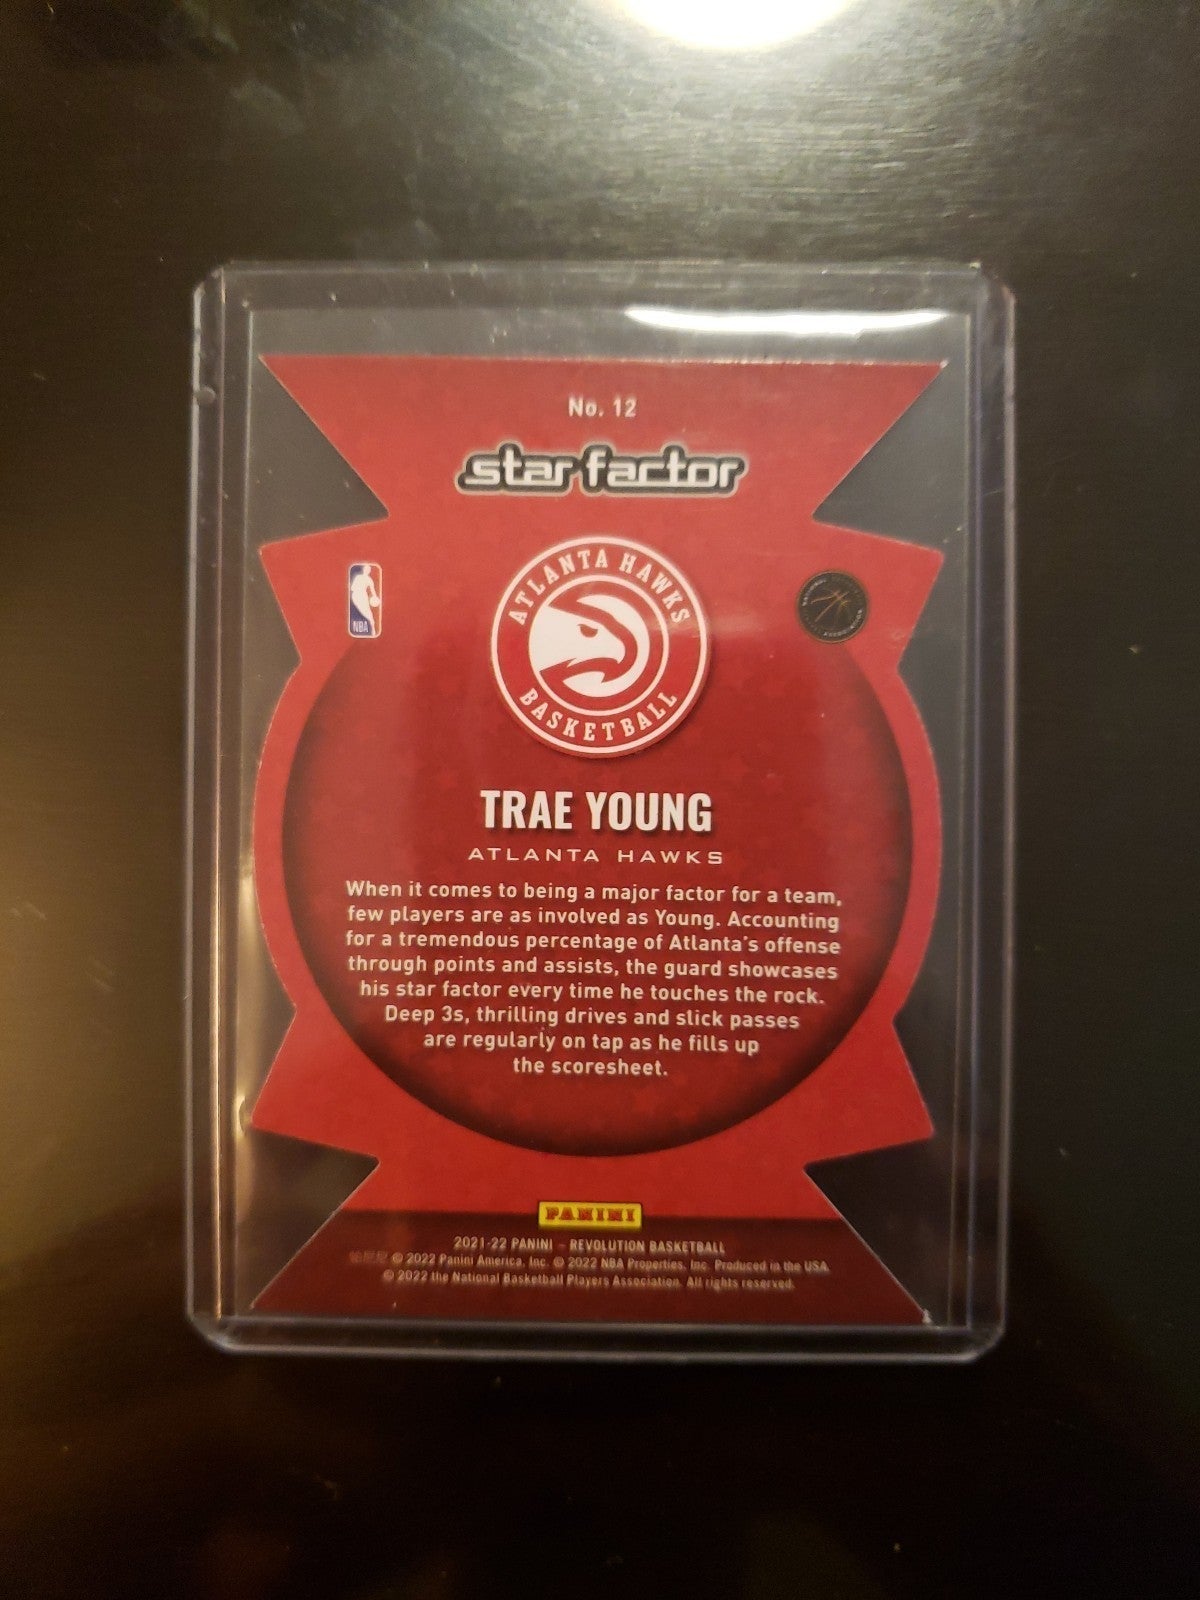 No. 12
star factor
ATLANTA HAWKS
BASKETBALL
NBA
TRAE YOUNG
ATLANTA HAWKS
When it comes to being a major factor for a team,
few players are as involved as Young. Accounting
for a tremendous percentage of Atlanta's offense
through points and assists, the guard showcases
his star factor every time he touches the rock.
Deep 3s, thrilling drives and slick passes
are regularly on tap as he fills up
the scoresheet.
PANINI
2021-22 PANINI - REVOLUTION BASKETBALL
© 2022 Panini America, Inc. © 2022 NBA Properties, Inc. Produced in the USA.
© 2022 the National Basketball Players Association. All rights reserved.